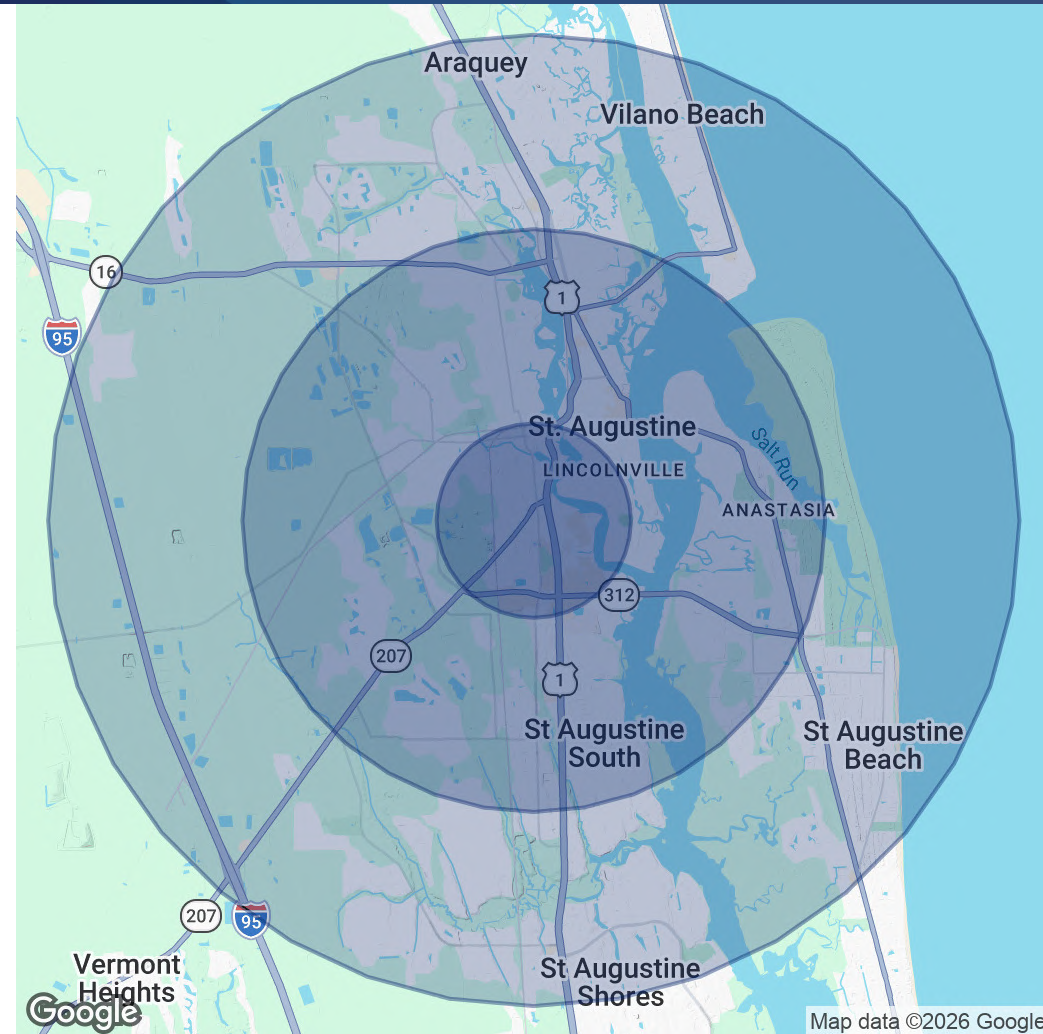 Araquey
Vilano Beach
16
1
95
St. Augustine
LINCOLNVILLE
Salt Run
ANASTASIA
312
207
1
St Augustine
South
St Augustine
Beach
207
95
Vermont
Heights
St Augustine
Shores
Google
Map data ©2026 Google